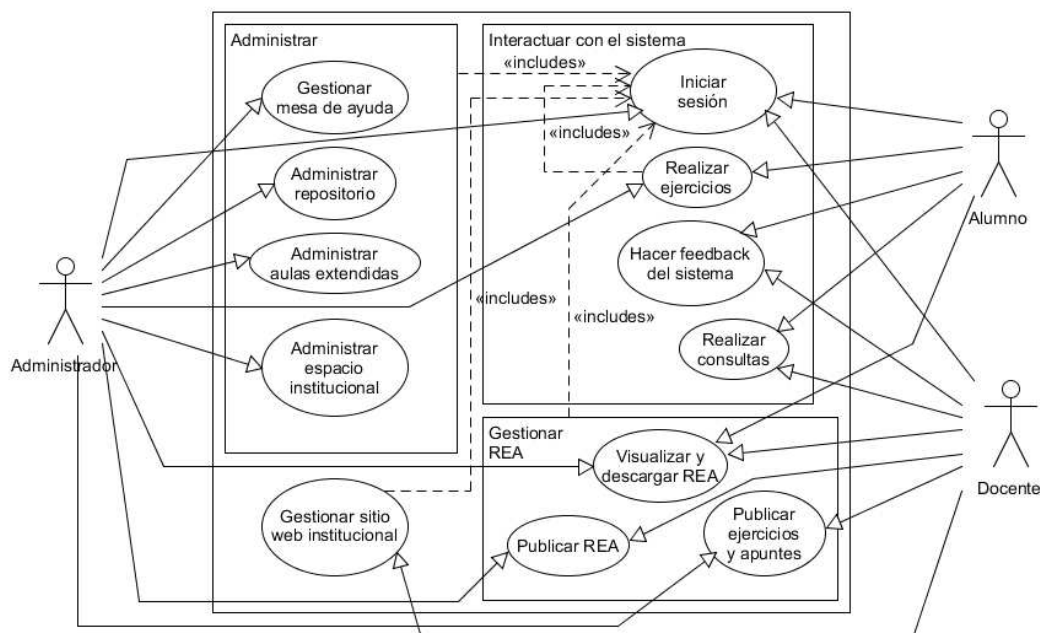 Administrar
Gestionar
mesa de ayuda
Administrar
repositorio
Administrar
aulas extendidas
Administrar
espacio
institucional
Gestionar sitio
web institucional
Interactuar con el sistema
«includes»
Iniciar
sesión
«includes»
Realizar
ejercicios
Hacer feedback
del sistema
«includes»
«includes»
Realizar
consultas
Gestionar
REA
Visualizar y
descargar REA
Publicar REA
Publicar
ejercicios
y apuntes
Administrador
Alumno
Docente